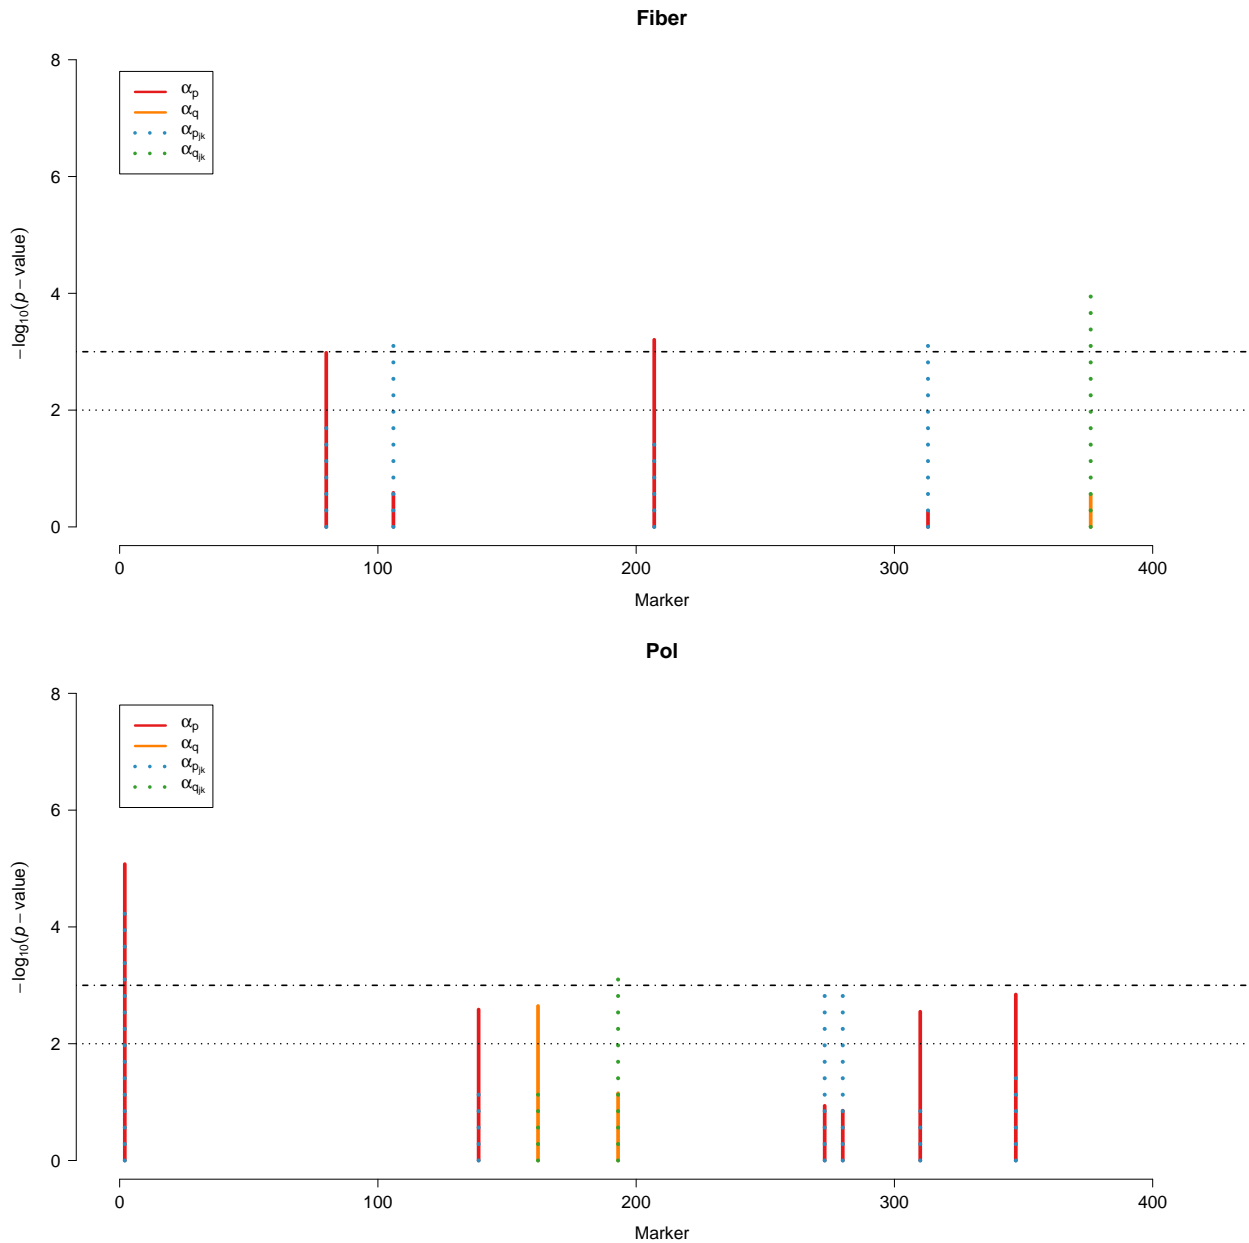 Fiber
8
αp
αq
αpjk
αqjk
6
4
2
0
−log10(p − value)
0 100 200 300 400
Marker
Pol
8
αp
αq
αpjk
αqjk
6
4
2
0
−log10(p − value)
0 100 200 300 400
Marker